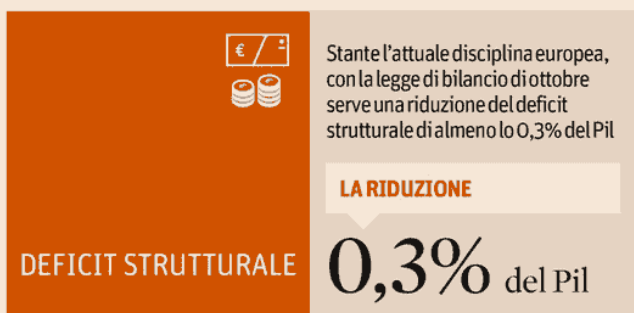 €
DEFICIT STRUTTURALE
Stante l'attuale disciplina europea,
con la legge di bilancio di ottobre
serve una riduzione del deficit
strutturale di almeno lo 0,3% del Pil
LA RIDUZIONE
0,3% del Pil